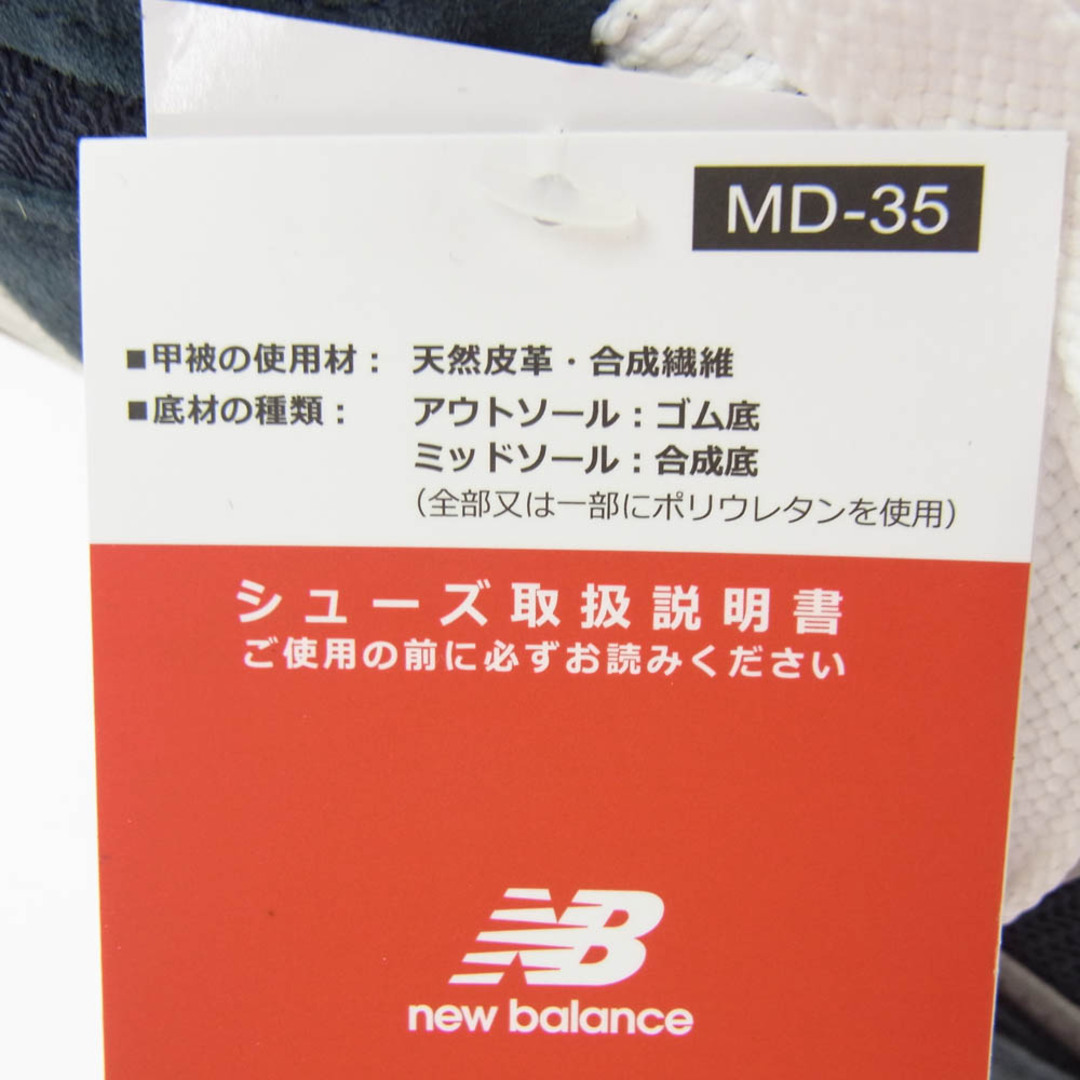 MD-35
■甲被の使用材： 天然皮革・合成繊維
■底材の種類： アウトソール：ゴム底
ミッドソール：合成底
（全部又は一部にポリウレタンを使用）
シューズ取扱説明書
ご使用の前に必ずお読みください
NB
new balance